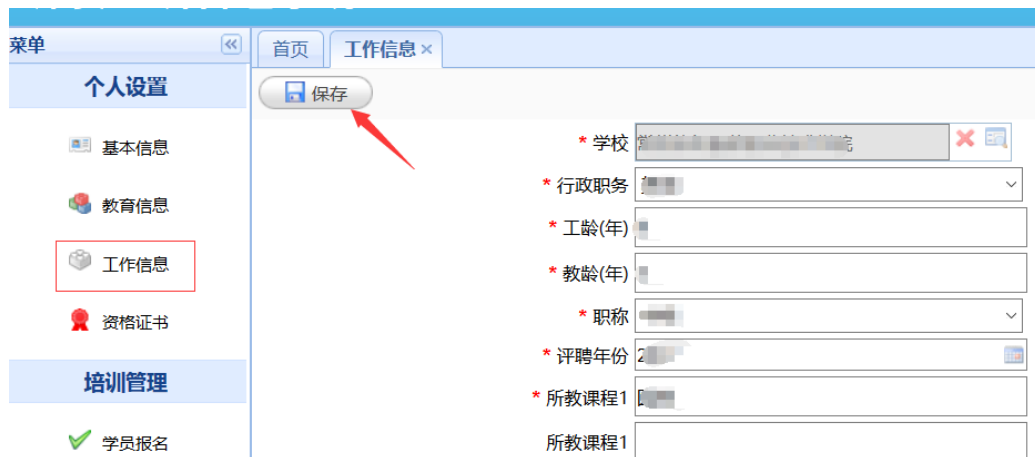 菜单
首页
工作信息
个人设置
保存
基本信息
* 学校
* 行政职务
教育信息
* 工龄(年)
工作信息
* 教龄(年)
* 职称
资格证书
* 评聘年份 2
培训管理
* 所教课程1
学员报名
所教课程1